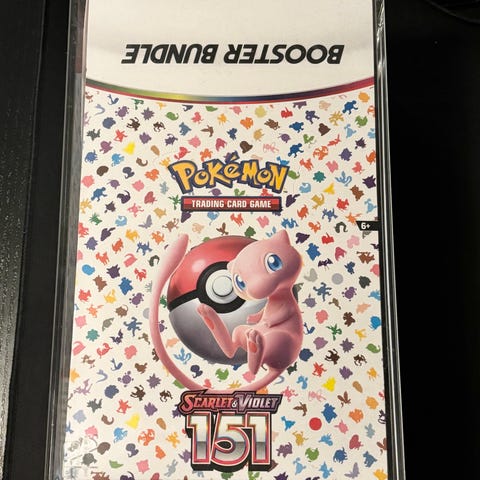 BOOSTER BUNDLE
POKéMON
TRADING CARD GAME
6+
SCARLET & VIOLET
151